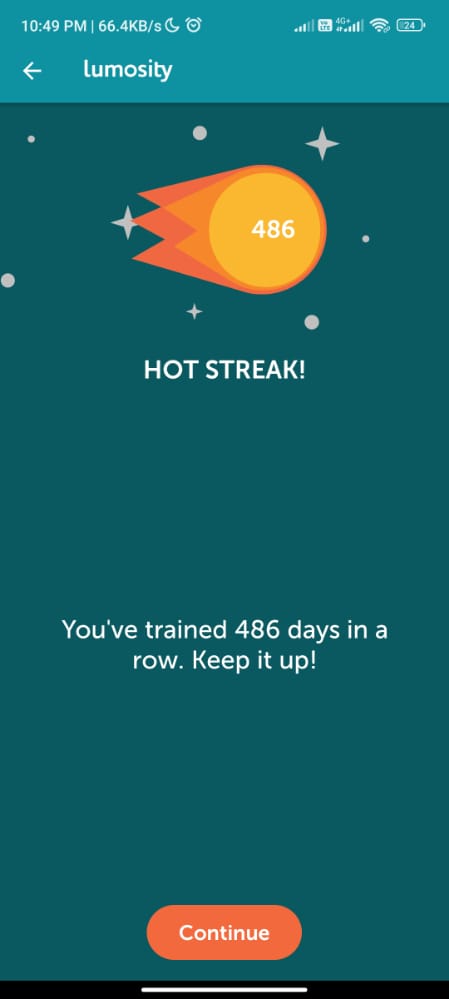 10:49 PM | 66.4KB/s
4G+
24
lumosity
486
HOT STREAK!
You've trained 486 days in a
row. Keep it up!
Continue